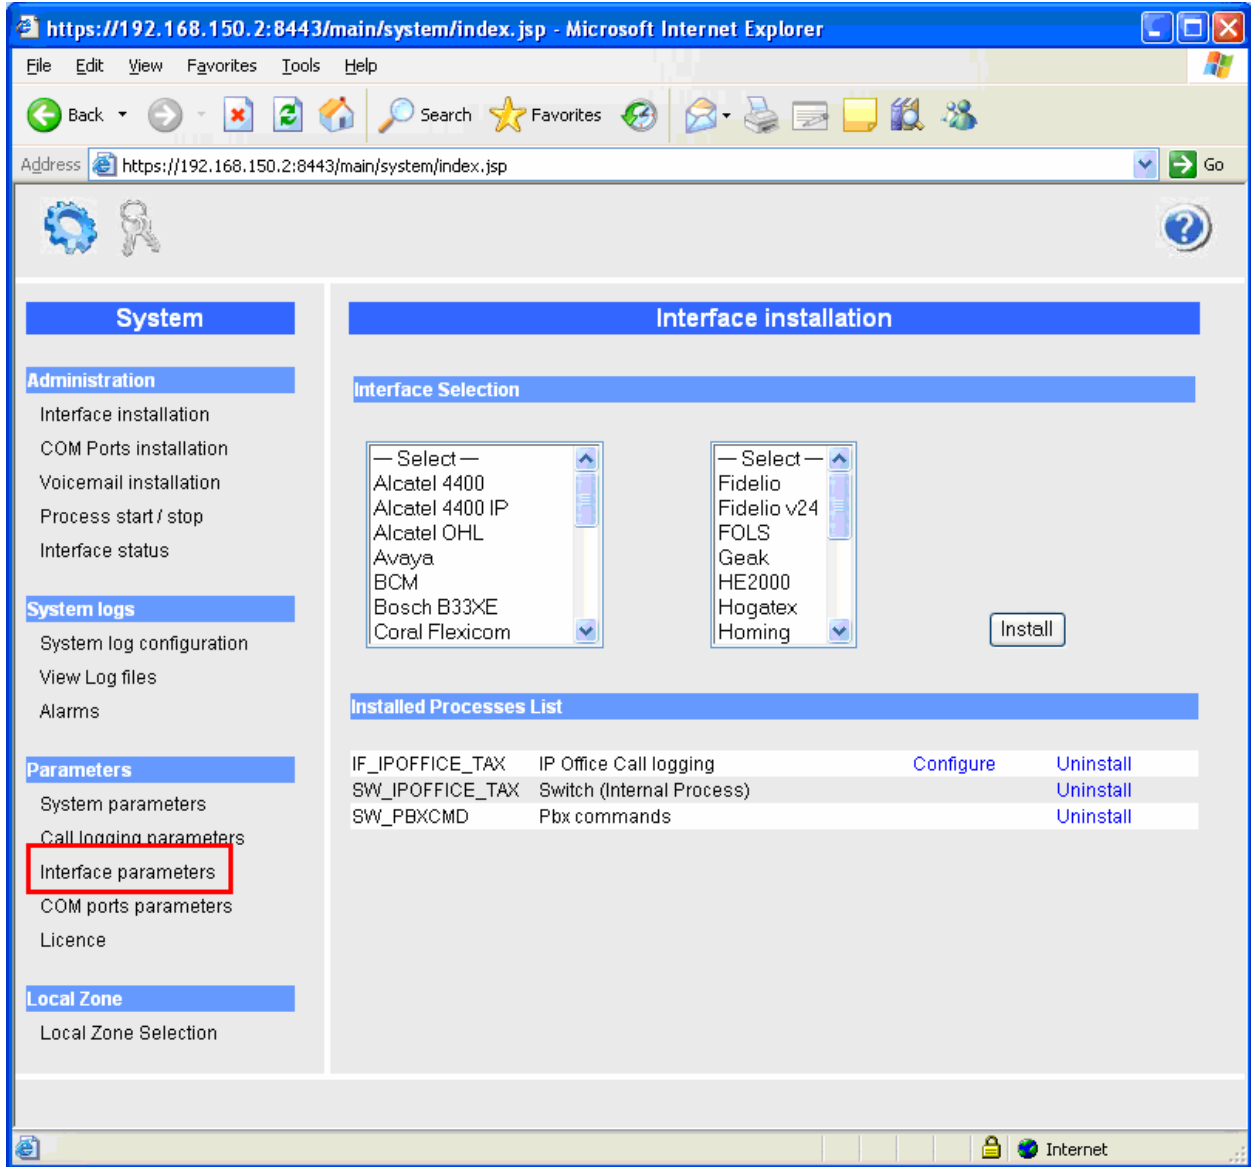 https://192.168.150.2:8443/main/system/index.jsp - Microsoft Internet Explorer
File Edit View Favorites Tools Help
Back Search Favorites
Address https://192.168.150.2:8443/main/system/index.jsp Go
System
Administration
Interface installation
COM Ports installation
Voicemail installation
Process start / stop
Interface status
System logs
System log configuration
View Log files
Alarms
Parameters
System parameters
Call logging parameters
Interface parameters
COM ports parameters
Licence
Local Zone
Local Zone Selection
Interface installation
Interface Selection
— Select —
Alcatel 4400
Alcatel 4400 IP
Alcatel OHL
Avaya
BCM
Bosch B33XE
Coral Flexicom
— Select —
Fidelio
Fidelio v24
FOLS
Geak
HE2000
Hogatex
Homing
Install
Installed Processes List
IF_IPOFFICE_TAX IP Office Call logging Configure Uninstall
SW_IPOFFICE_TAX Switch (Internal Process) Uninstall
SW_PBXCMD Pbx commands Uninstall
Internet